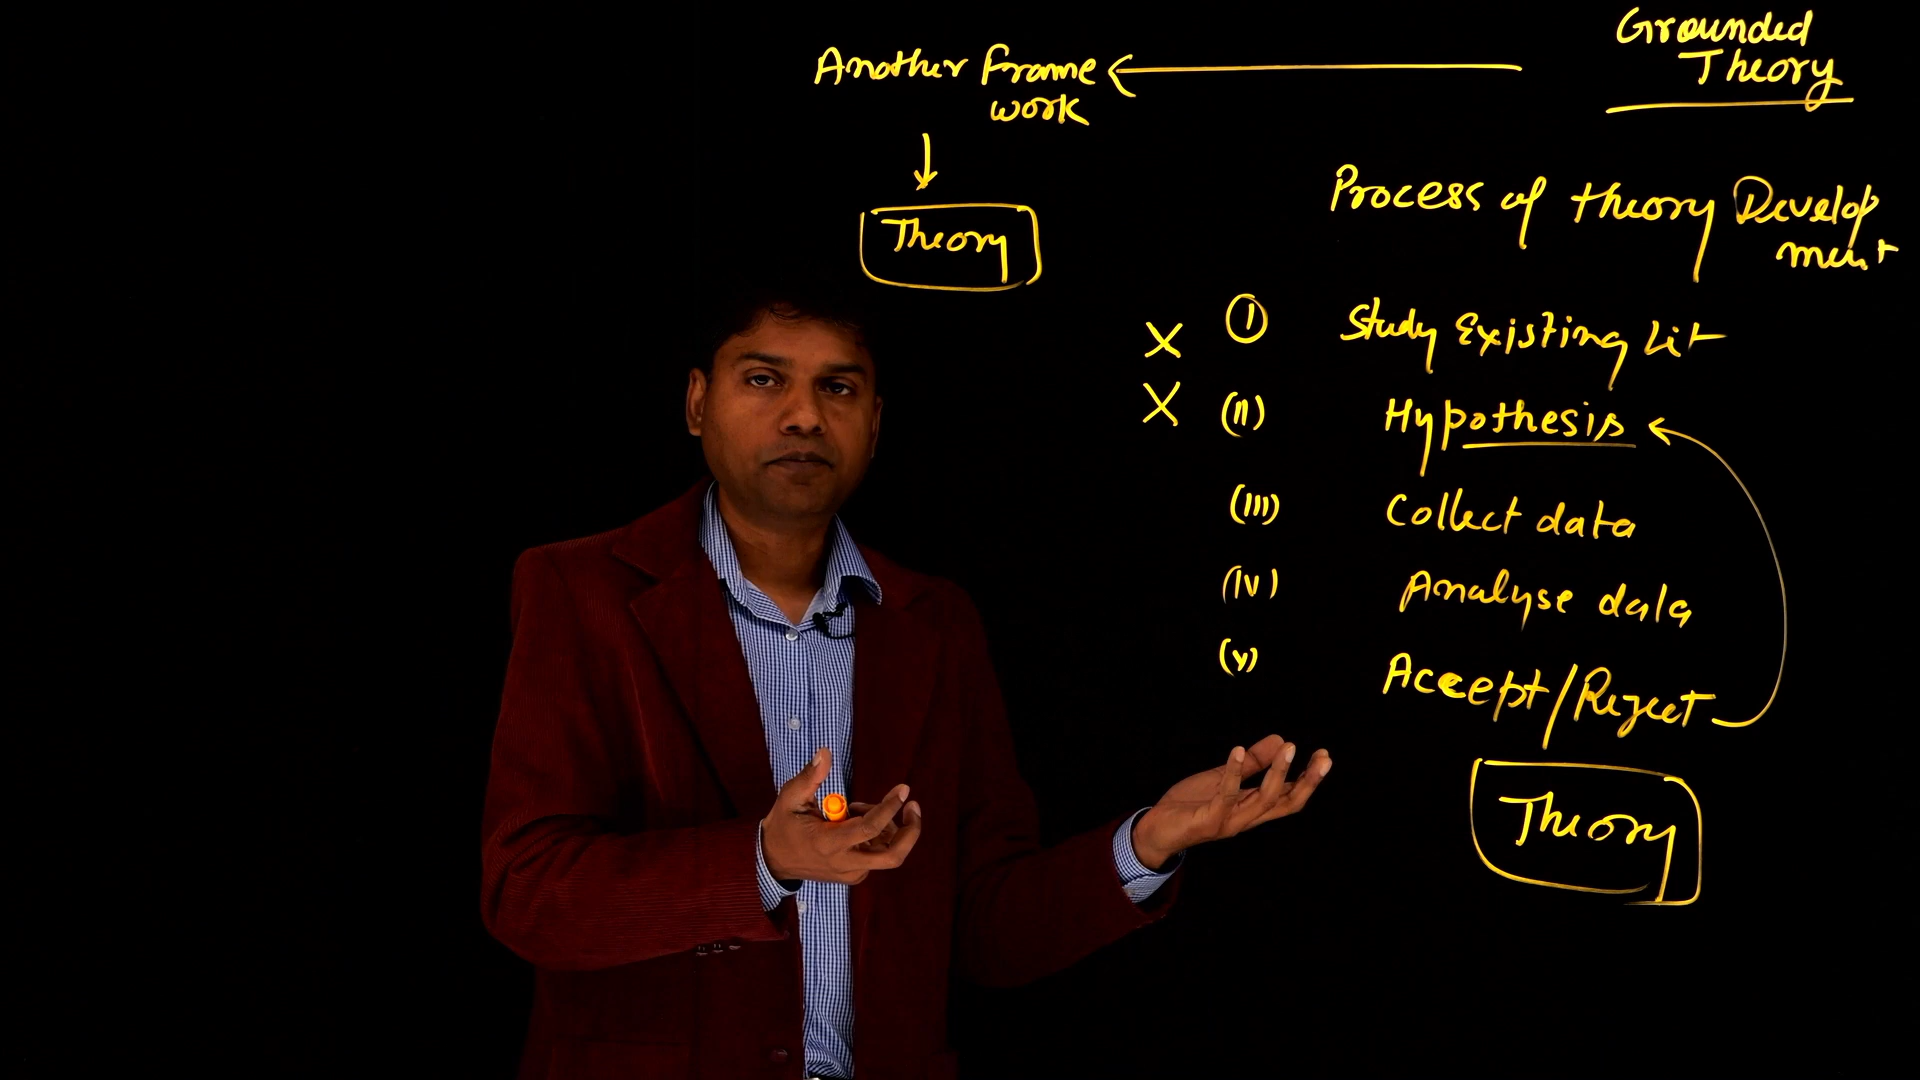 Grounded
Theory
Another Frame
work
Theory
Process of theory Develop
ment
X (I) Study Existing Lit
X (II) Hypothesis
(III) Collect data
(IV) Analyse data
(V) Accept/Reject
Theory